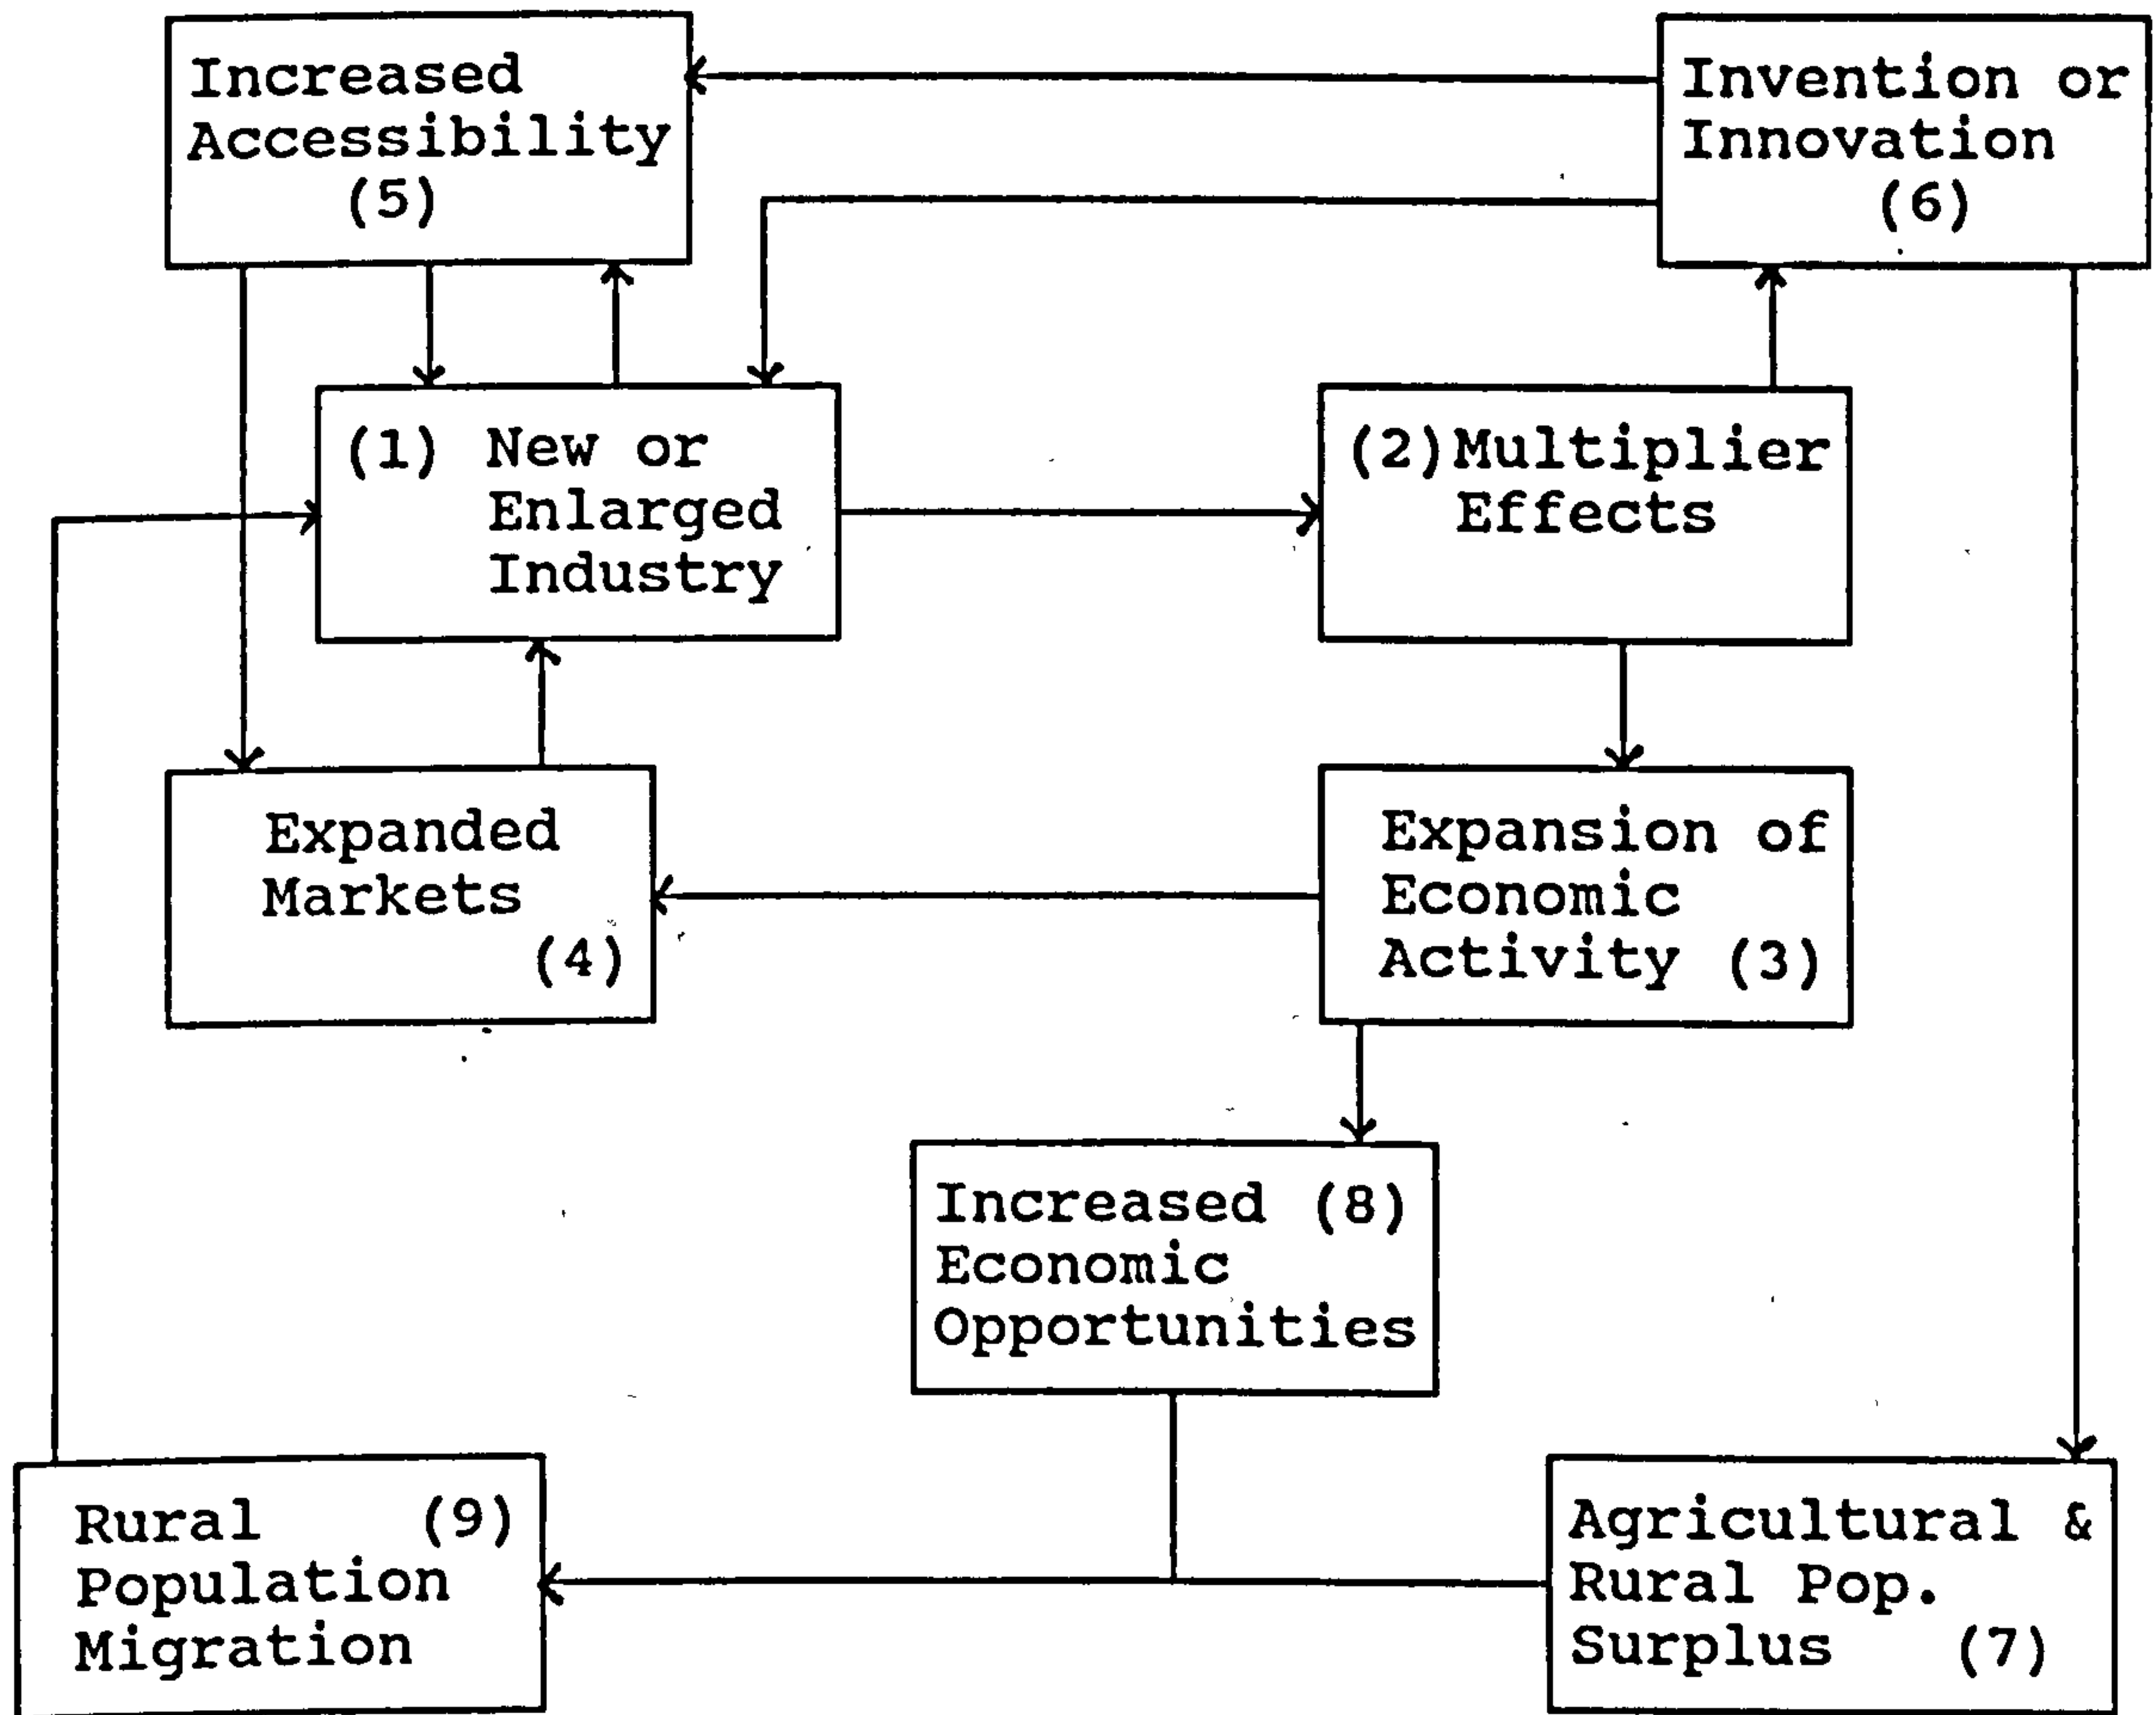 Increased
Accessibility
(5)
Invention or
Innovation
(6)
(1) New or
Enlarged
Industry
(2)Multiplier
Effects
Expanded
Markets
(4)
Expansion of
Economic
Activity (3)
Increased (8)
Economic
Opportunities
Rural (9)
Population
Migration
Agricultural &
Rural Pop.
Surplus (7)